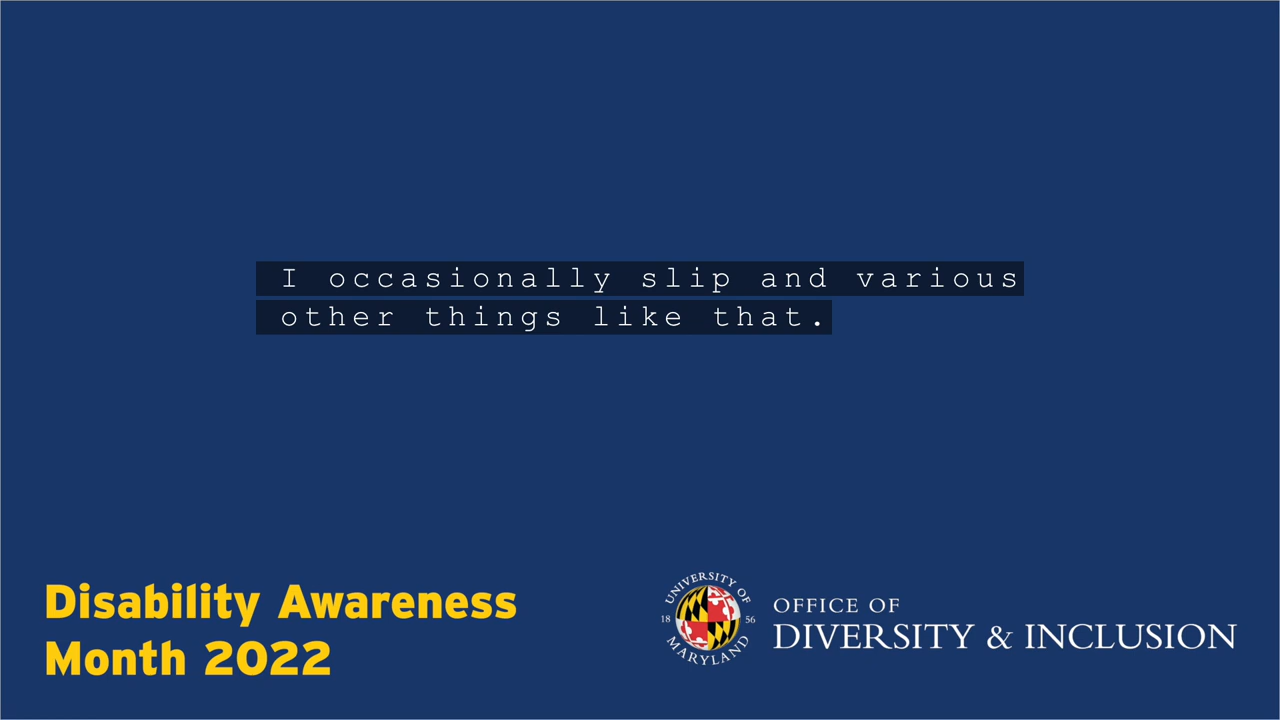 I occasionally slip and various
other things like that.
Disability Awareness
Month 2022
UNIVERSITY OF
18 56
MARYLAND
OFFICE OF
DIVERSITY & INCLUSION